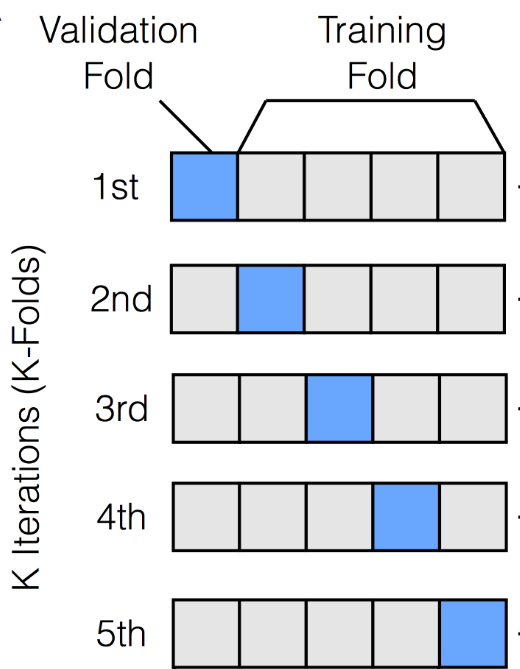 Validation
Fold
Training
Fold
1st
2nd
3rd
4th
5th
K Iterations (K-Folds)